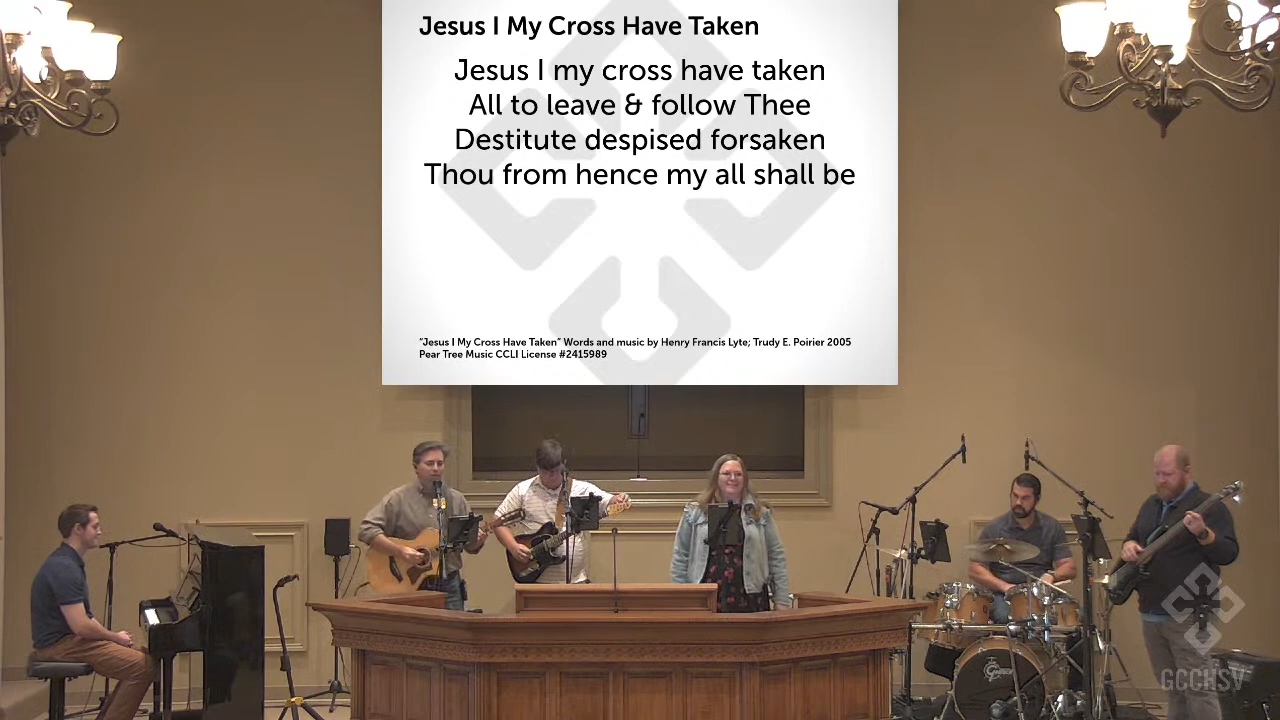 Jesus I My Cross Have Taken
Jesus I my cross have taken
All to leave & follow Thee
Destitute despised forsaken
Thou from hence my all shall be
"Jesus I My Cross Have Taken" Words and music by Henry Francis Lyte; Trudy E. Poirier 2005
Pear Tree Music CCLI License #2415989
GCCHSV